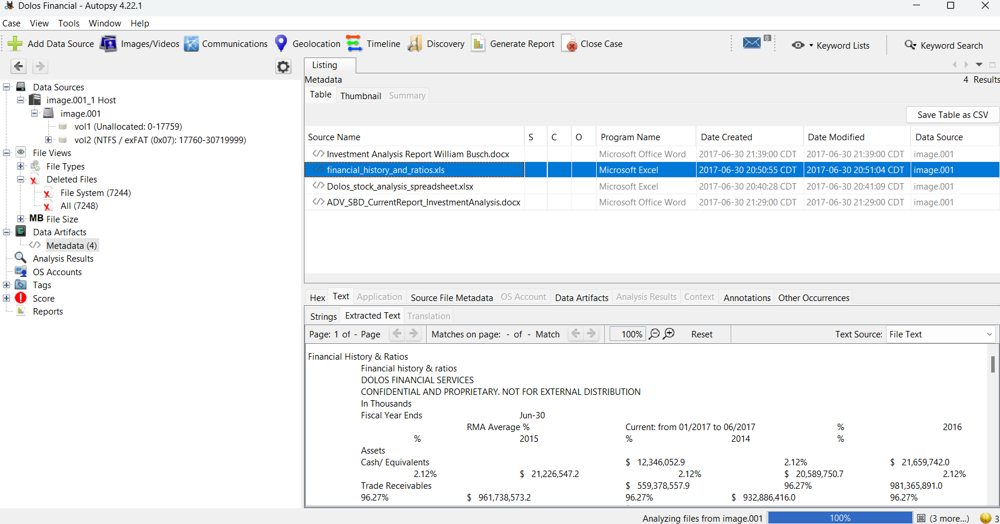 Dolos Financial - Autopsy 4.22.1
Case View Tools Window Help
Add Data Source Images/Videos Communications Geolocation Timeline Discovery Generate Report Close Case 8 Keyword Lists Keyword Search
Data Sources
image.001_1 Host
image.001
vol1 (Unallocated: 0-17759)
vol2 (NTFS / exFAT (0x07): 17760-30719999)
File Views
File Types
Deleted Files
File System (7244)
All (7248)
MB File Size
Data Artifacts
Metadata (4)
Analysis Results
OS Accounts
Tags
Score
Reports
Listing
Metadata 4 Results
Table Thumbnail Summary
Save Table as CSV
Source Name S C O Program Name Date Created Date Modified Data Source
Investment Analysis Report William Busch.docx Microsoft Office Word 2017-06-30 21:39:00 CDT 2017-06-30 21:39:00 CDT image.001
financial_history_and_ratios.xls Microsoft Excel 2017-06-30 20:50:55 CDT 2017-06-30 20:51:04 CDT image.001
Dolos_stock_analysis_spreadsheet.xlsx Microsoft Excel 2017-06-30 20:40:28 CDT 2017-06-30 20:41:09 CDT image.001
ADV_SBD_CurrentReport_InvestmentAnalysis.docx Microsoft Office Word 2017-06-30 21:29:00 CDT 2017-06-30 21:29:00 CDT image.001
Hex Text Application Source File Metadata OS Account Data Artifacts Analysis Results Context Annotations Other Occurrences
Strings Extracted Text Translation
Page: 1 of - Page Matches on page: - of - Match 100% Reset Text Source: File Text
Financial History & Ratios
Financial history & ratios
DOLOS FINANCIAL SERVICES
CONFIDENTIAL AND PROPRIETARY. NOT FOR EXTERNAL DISTRIBUTION
In Thousands
Fiscal Year Ends Jun-30
RMA Average % Current: from 01/2017 to 06/2017 % 2016
% 2015 % 2014 %
Assets
Cash/ Equivalents $ 12,346,052.9 2.12% $ 21,659,742.0
2.12% $ 21,226,547.2 2.12% $ 20,589,750.7 2.12%
Trade Receivables $ 559,378,557.9 96.27% 981,365,891.0
96.27% $ 961,738,573.2 96.27% $ 932,886,416.0 96.27%
Analyzing files from image.001 100% (3 more...) 3